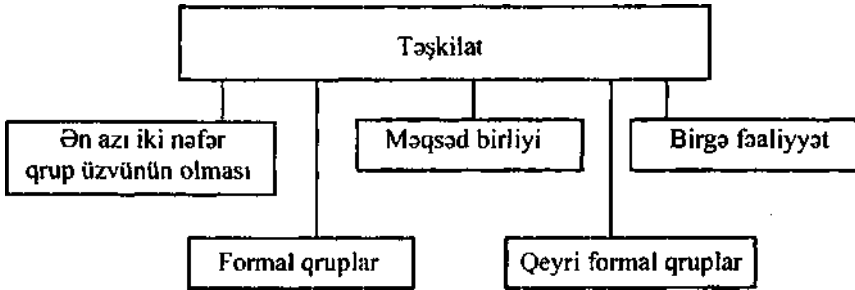 Təşkilat
Ən azı iki nəfər
qrup üzvünün olması
Məqsəd birliyi
Birgə fəaliyyət
Formal qruplar
Qeyri formal qruplar